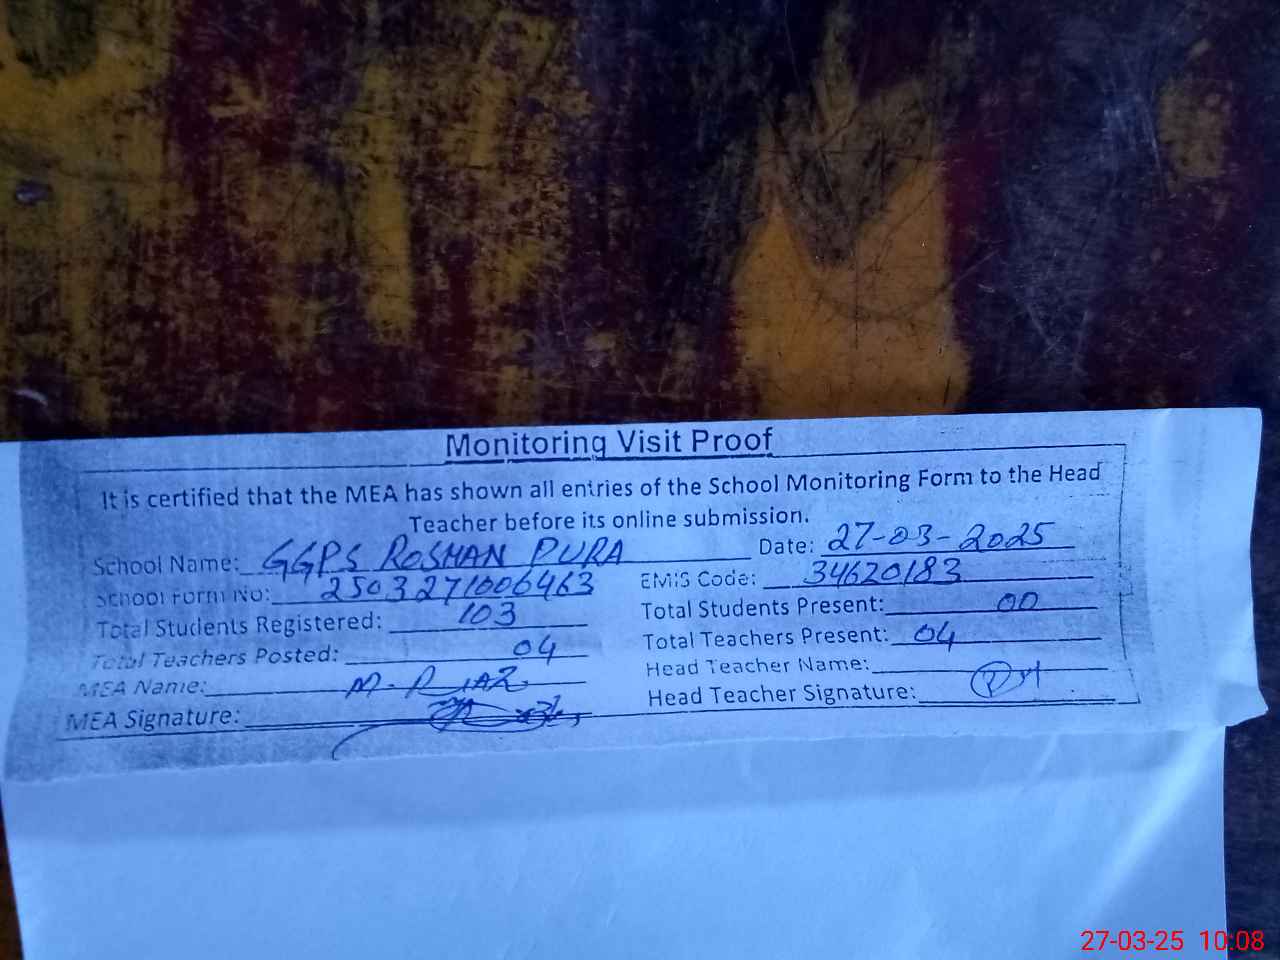 Monitoring Visit Proof
It is certified that the MEA has shown all entries of the School Monitoring Form to the Head
Teacher before its online submission.
School Name: GGPS ROSHAN PURA Date: 27-03-2025
School Form No: 2503271006463 EMIS Code: 34620183
Total Students Registered: 103 Total Students Present: 00
Total Teachers Posted: 04 Total Teachers Present: 04
MEA Name: M. RIAZ Head Teacher Name:
MEA Signature: Head Teacher Signature:
27-03-25 10:08